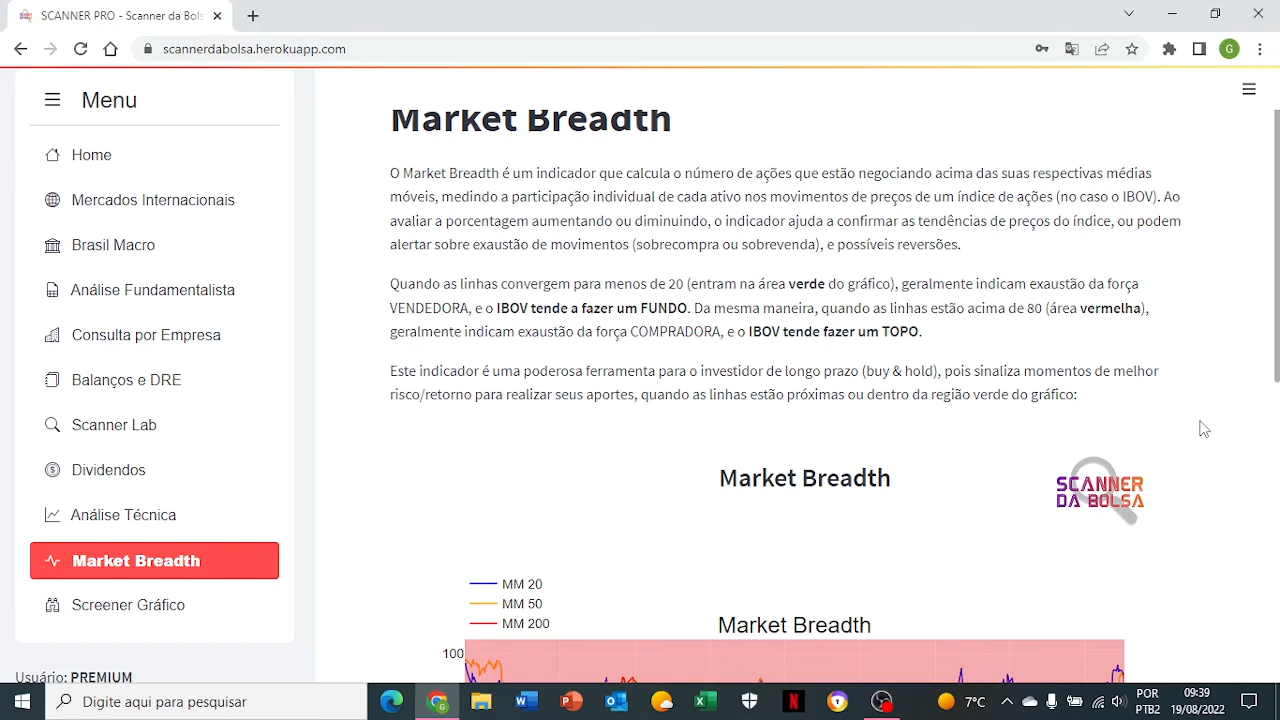 SCANNER PRO - Scanner da Bols
scannerdabolsa.herokuapp.com
G
Menu
Home
Mercados Internacionais
Brasil Macro
Análise Fundamentalista
Consulta por Empresa
Balanços e DRE
Scanner Lab
Dividendos
Análise Técnica
Market Breadth
Screener Gráfico
Usuário: PREMIUM
Market Breadth
O Market Breadth é um indicador que calcula o número de ações que estão negociando acima das suas respectivas médias
móveis, medindo a participação individual de cada ativo nos movimentos de preços de um índice de ações (no caso o IBOV). Ao
avaliar a porcentagem aumentando ou diminuindo, o indicador ajuda a confirmar as tendências de preços do índice, ou podem
alertar sobre exaustão de movimentos (sobrecompra ou sobrevenda), e possíveis reversões.
Quando as linhas convergem para menos de 20 (entram na área verde do gráfico), geralmente indicam exaustão da força
VENDEDORA, e o IBOV tende a fazer um FUNDO. Da mesma maneira, quando as linhas estão acima de 80 (área vermelha),
geralmente indicam exaustão da força COMPRADORA, e o IBOV tende fazer um TOPO.
Este indicador é uma poderosa ferramenta para o investidor de longo prazo (buy & hold), pois sinaliza momentos de melhor
risco/retorno para realizar seus aportes, quando as linhas estão próximas ou dentro da região verde do gráfico:
Market Breadth
SCANNER
DA BOLSA
MM 20
MM 50
MM 200
Market Breadth
100
Digite aqui para pesquisar
7°C
POR
PTB2
09:39
19/08/2022